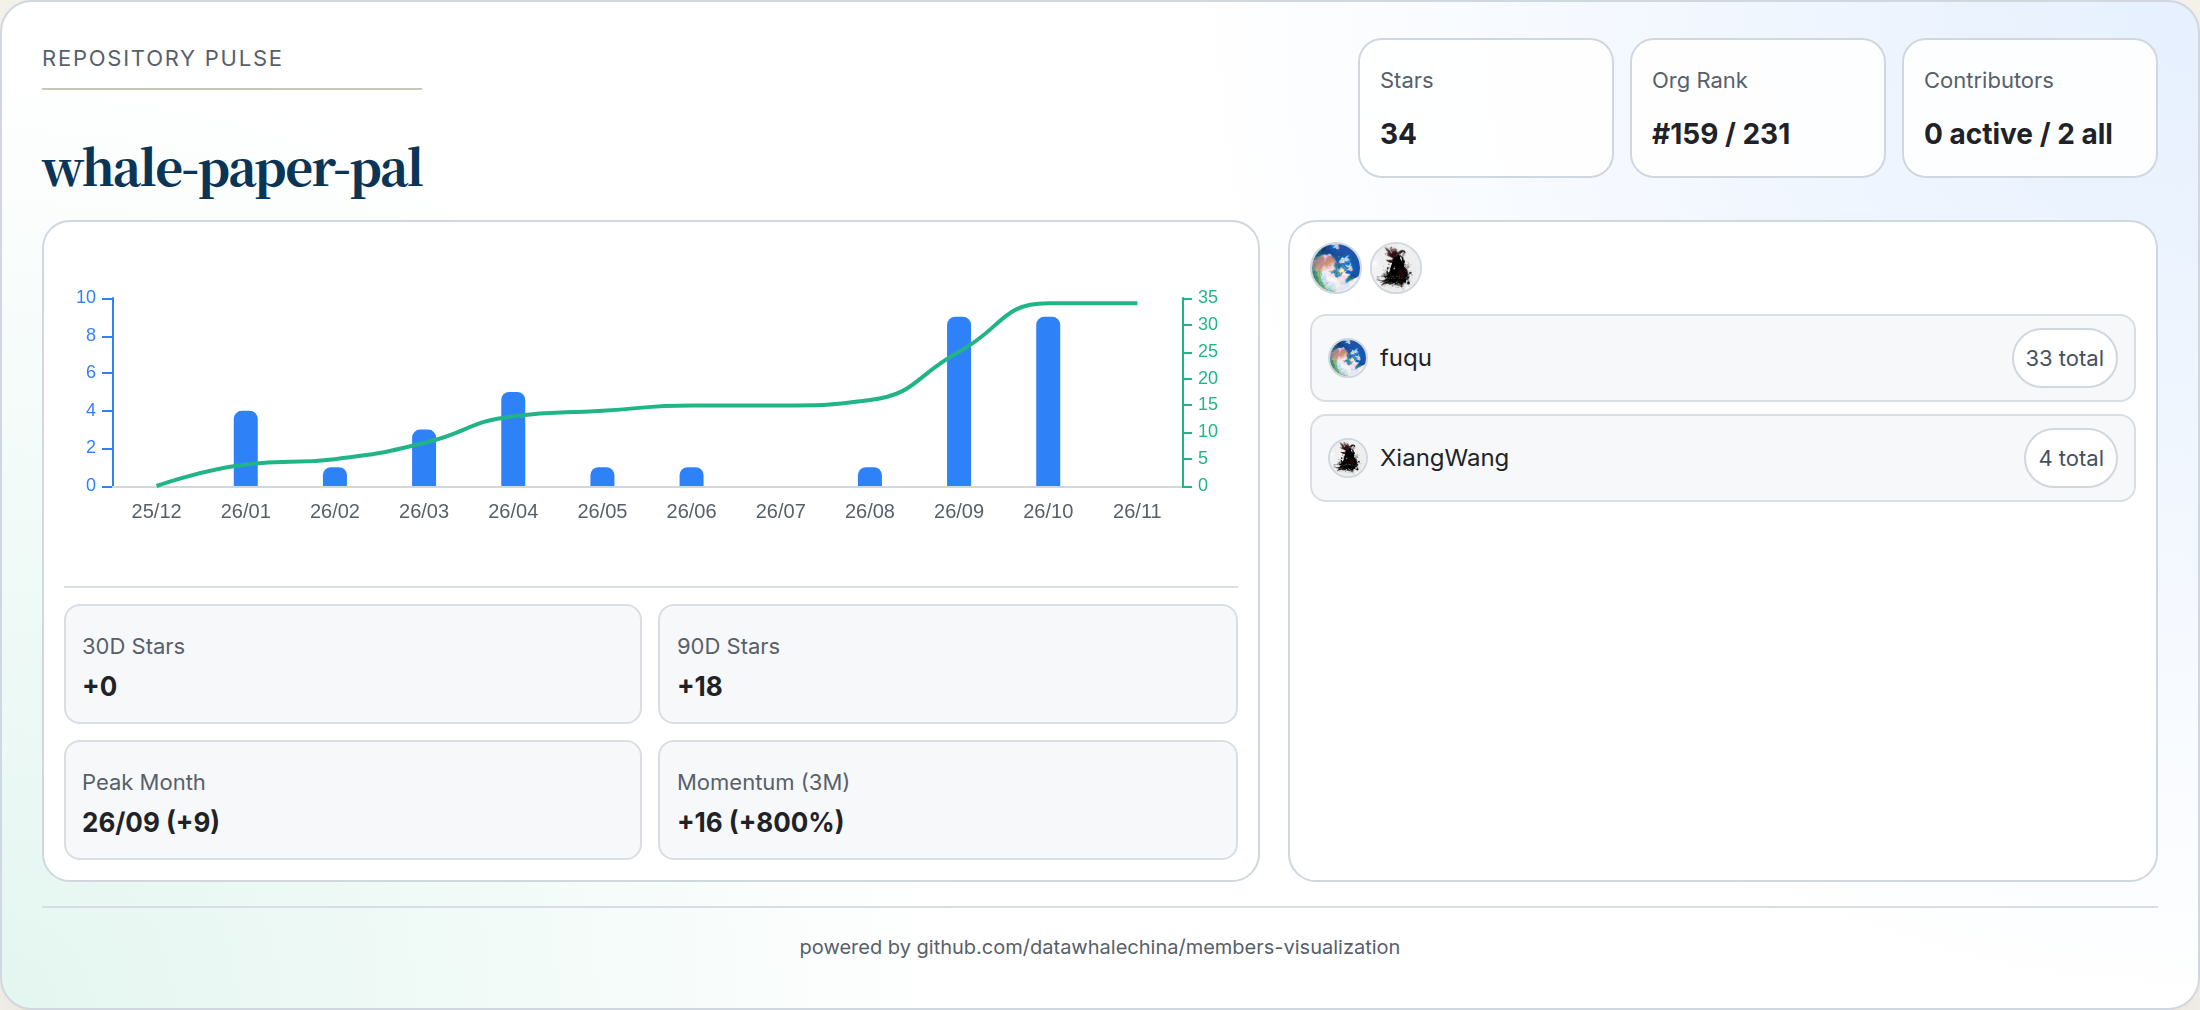 REPOSITORY PULSE
whale-paper-pal
Stars
34
Org Rank
#159 / 231
Contributors
0 active / 2 all
10
8
6
4
2
0
35
30
25
20
15
10
5
0
25/12 26/01 26/02 26/03 26/04 26/05 26/06 26/07 26/08 26/09 26/10 26/11
30D Stars
+0
90D Stars
+18
Peak Month
26/09 (+9)
Momentum (3M)
+16 (+800%)
fuqu
33 total
XiangWang
4 total
powered by github.com/datawhalechina/members-visualization